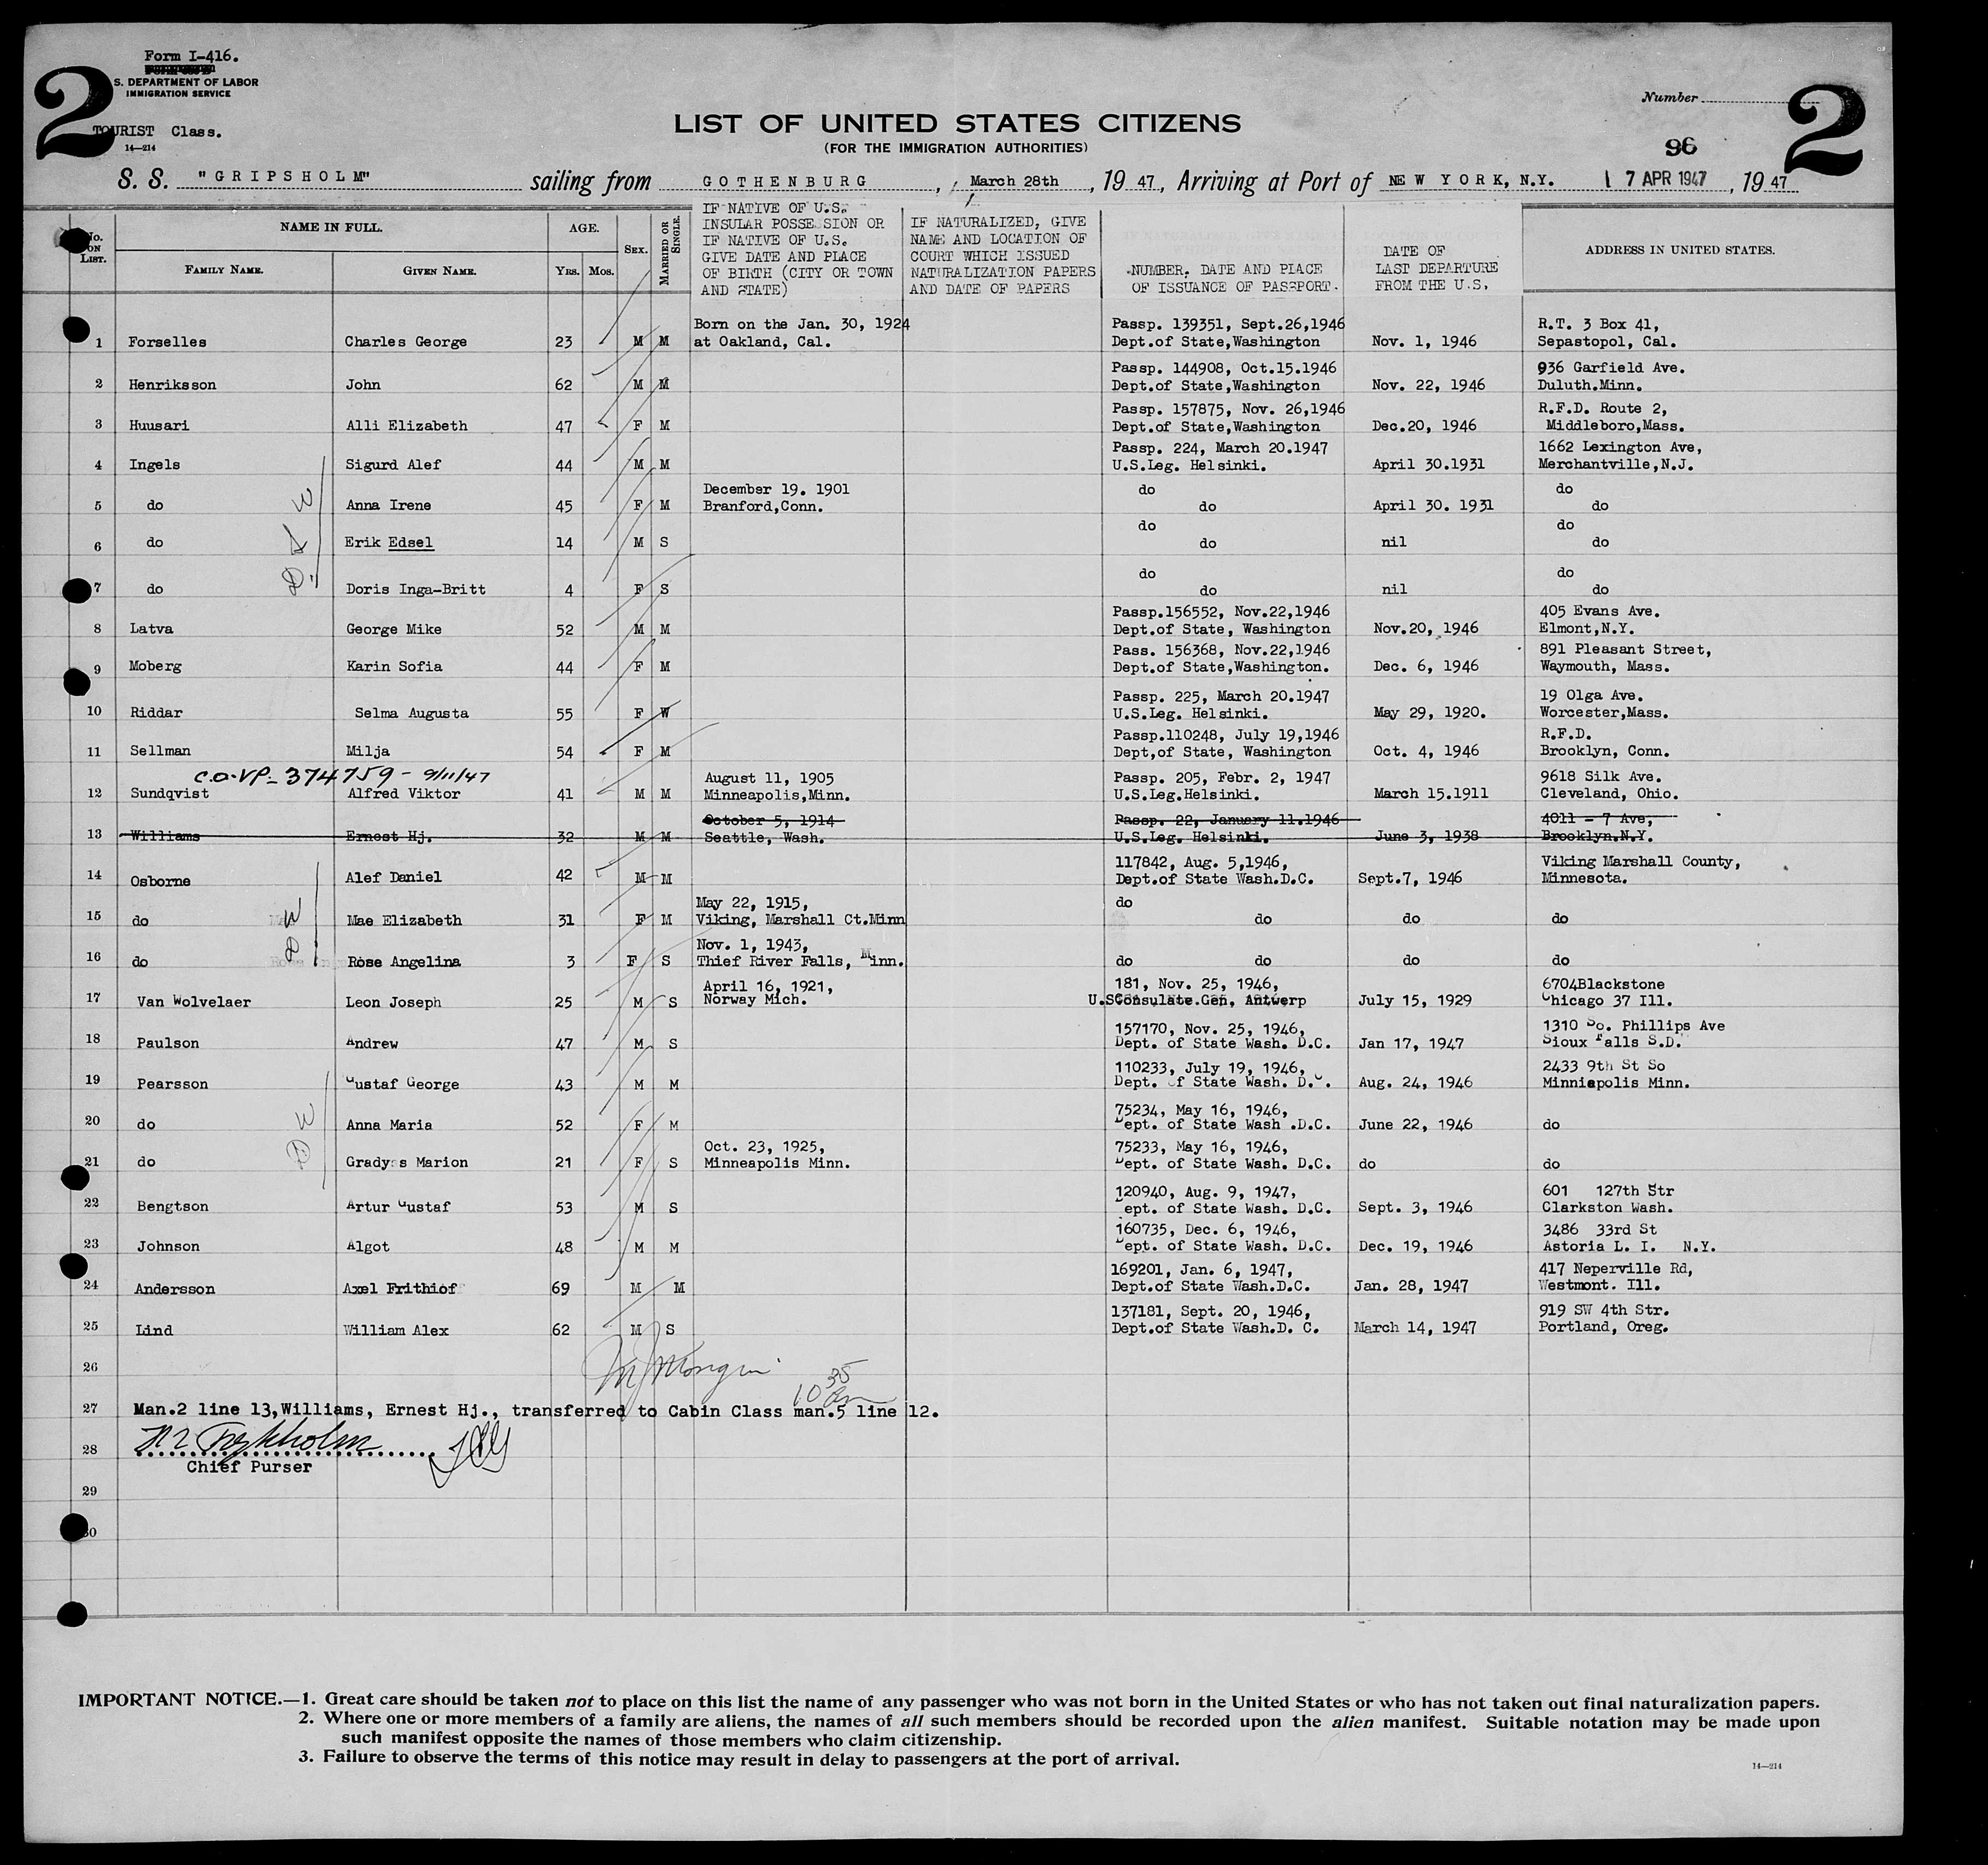 Form I-416.
S. DEPARTMENT OF LABOR
IMMIGRATION SERVICE
2
TOURIST Class.
14—214
LIST OF UNITED STATES CITIZENS
(FOR THE IMMIGRATION AUTHORITIES)
Number
2
96
S. S. "GRIPSHOLM" sailing from GOTHENBURG, March 28th, 19 47, Arriving at Port of NEW YORK, N.Y. 17 APR 1947, 19 47
No. ON LIST.
NAME IN FULL.
FAMILY NAME. GIVEN NAME.
AGE.
YRS. MOS.
SEX.
MARRIED OR SINGLE.
IF NATIVE OF U.S.
INSULAR POSSESSION OR
IF NATIVE OF U.S.
GIVE DATE AND PLACE
OF BIRTH (CITY OR TOWN
AND STATE)
IF NATURALIZED, GIVE
NAME AND LOCATION OF
COURT WHICH ISSUED
NATURALIZATION PAPERS
AND DATE OF PAPERS
NUMBER, DATE AND PLACE
OF ISSUANCE OF PASSPORT.
DATE OF
LAST DEPARTURE
FROM THE U.S.
ADDRESS IN UNITED STATES.
Born on the Jan. 30, 1924 Passp. 139351, Sept.26,1946 R.T. 3 Box 41,
1 Forselles Charles George 23 M M at Oakland, Cal. Dept.of State,Washington Nov. 1, 1946 Sepastopol, Cal.
Passp. 144908, Oct.15.1946 936 Garfield Ave.
2 Henriksson John 62 M M Dept.of State,Washington Nov. 22, 1946 Duluth.Minn.
Passp. 157875, Nov. 26,1946 R.F.D. Route 2,
3 Huusari Alli Elizabeth 47 F M Dept.of State,Washington Dec.20, 1946 Middleboro,Mass.
Passp. 224, March 20.1947 1662 Lexington Ave,
4 Ingels Sigurd Alef 44 M M U.S.Leg. Helsinki. April 30.1931 Merchantville,N.J.
December 19. 1901 do do
5 do W Anna Irene 45 F M Branford,Conn. do April 30. 1931 do
do do
6 do S Erik Edsel 14 M S do nil do
do do
7 do D. Doris Inga-Britt 4 F S do nil do
Passp.156552, Nov.22,1946 405 Evans Ave.
8 Latva George Mike 52 M M Dept.of State, Washington Nov.20, 1946 Elmont,N.Y.
Pass. 156368, Nov.22,1946 891 Pleasant Street,
9 Moberg Karin Sofia 44 F M Dept.of State,Washington. Dec. 6, 1946 Waymouth, Mass.
Passp. 225, March 20.1947 19 Olga Ave.
10 Riddar Selma Augusta 55 F W U.S.Leg. Helsinki. May 29, 1920. Worcester,Mass.
Passp.110248, July 19,1946 R.F.D.
11 Sellman Milja 54 F M Dept,of State, Washington Oct. 4, 1946 Brooklyn, Conn.
C.O.VP- 374759 - 9/11/47 August 11, 1905 Passp. 205, Febr. 2, 1947 9618 Silk Ave.
12 Sundqvist Alfred Viktor 41 M M Minneapolis,Minn. U.S.Leg.Helsinki. March 15.1911 Cleveland, Ohio.
October 5, 1914 Passp. 22, January 11.1946 4011 - 7 Ave,
13 Williams Ernest Hj. 32 M M Seattle, Wash. U.S.Leg. Helsinki. June 3, 1938 Brooklyn.N.Y.
117842, Aug. 5,1946, Viking Marshall County,
14 Osborne Alef Daniel 42 M M Dept.of State Wash.D.C. Sept.7, 1946 Minnesota.
May 22, 1915, do
15 do W Mae Elizabeth 31 F M Viking, Marshall Ct.Minn do do do
Nov. 1, 1943,
16 do D Rose Angelina 3 F S Thief River Falls, Minn. do do do do
April 16, 1921, 181, Nov. 25, 1946, 6704Blackstone
17 Van Wolvelaer Leon Joseph 25 M S Norway Mich. U.SConsulate.Gen, Antwerp July 15, 1929 Chicago 37 Ill.
157170, Nov. 25, 1946, 1310 So. Phillips Ave
18 Paulson Andrew 47 M S Dept. of State Wash. D.C. Jan 17, 1947 Sioux Falls S.D.
110233, July 19, 1946, 2433 9th St So
19 Pearsson Gustaf George 43 M M Dept. of State Wash. D.C. Aug. 24, 1946 Minniapolis Minn.
75234, May 16, 1946,
20 do W Anna Maria 52 F M Dept. of State Wash .D.C. June 22, 1946 do
Oct. 23, 1925, 75233, May 16, 1946,
21 do D Gradys Marion 21 F S Minneapolis Minn. Dept. of State Wash. D.C. do do
120940, Aug. 9, 1947, 601 127th Str
22 Bengtson Artur Gustaf 53 M S Dept. of State Wash. D.C. Sept. 3, 1946 Clarkston Wash.
160735, Dec. 6, 1946, 3486 33rd St
23 Johnson Algot 48 M M Dept. of State Wash. D.C. Dec. 19, 1946 Astoria L. I. N.Y.
169201, Jan. 6, 1947, 417 Neperville Rd,
24 Andersson Axel Frithiof 69 M M Dept.of State Wash.D.C. Jan. 28, 1947 Westmont. Ill.
137181, Sept. 20, 1946, 919 SW 4th Str.
25 Lind William Alex 62 M S Dept.of State Wash.D. C. March 14, 1947 Portland, Oreg.
26
10 35 am
27 Man.2 line 13,Williams, Ernest Hj., transferred to Cabin Class man.5 line 12.
28
Chief Purser
29
30
IMPORTANT NOTICE.—1. Great care should be taken not to place on this list the name of any passenger who was not born in the United States or who has not taken out final naturalization papers.
2. Where one or more members of a family are aliens, the names of all such members should be recorded upon the alien manifest. Suitable notation may be made upon
such manifest opposite the names of those members who claim citizenship.
3. Failure to observe the terms of this notice may result in delay to passengers at the port of arrival.
14—214